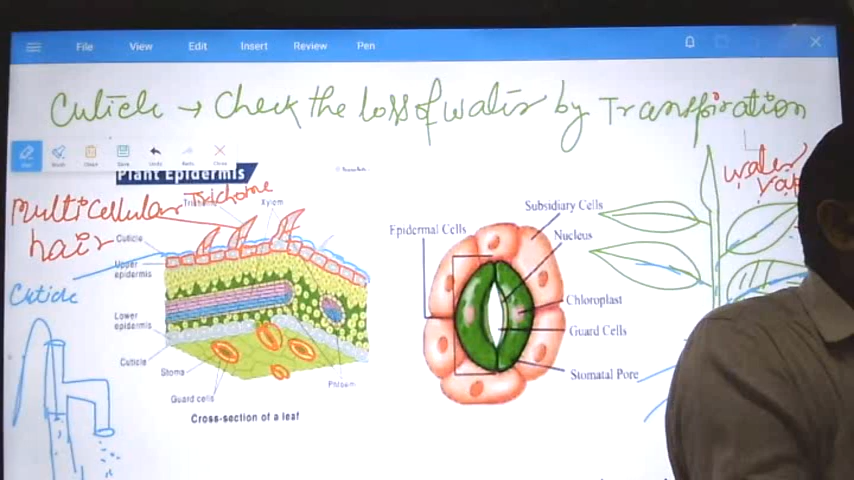 File View Edit Insert Review Pen
Cuticle → Check the loss of water by Transpiration
Undo
Plant Epidermis
water
Multicellular Trichome
hair
Xylem
Cuticle
Upper
epidermis
Cuticle
Lower
epidermis
Cuticle
Stoma
Guard cells
Phloem
Cross-section of a leaf
Subsidiary Cells
Epidermal Cells
Nucleus
Chloroplast
Guard Cells
Stomatal Pore